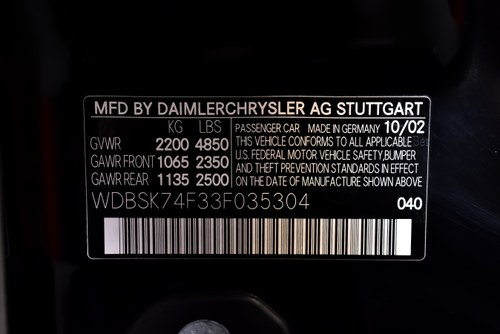 MFD BY DAIMLERCHRYSLER AG STUTTGART
KG LBS
GVWR 2200 4850
GAWR FRONT 1065 2350
GAWR REAR 1135 2500
PASSENGER CAR MADE IN GERMANY 10/02
THIS VEHICLE CONFORMS TO ALL APPLICABLE
U.S. FEDERAL MOTOR VEHICLE SAFETY, BUMPER
AND THEFT PREVENTION STANDARDS IN EFFECT
ON THE DATE OF MANUFACTURE SHOWN ABOVE
WDBSK74F33F035304 040